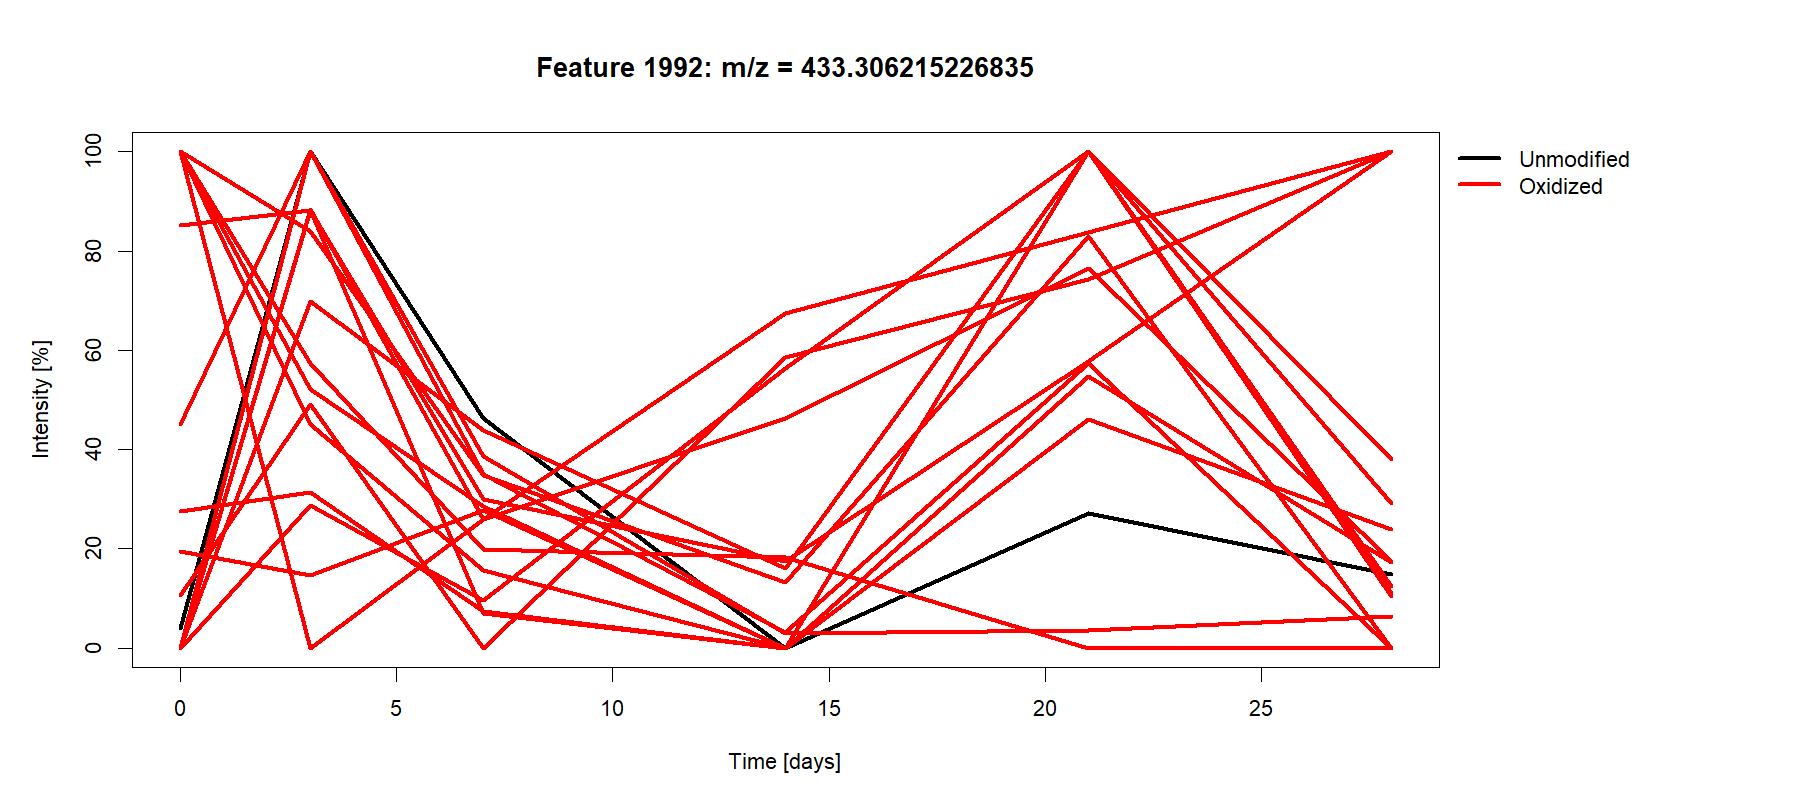 Feature 1992: m/z = 433.306215226835
100
80
60
40
20
0
Intensity [%]
0 5 10 15 20 25
Time [days]
Unmodified
Oxidized